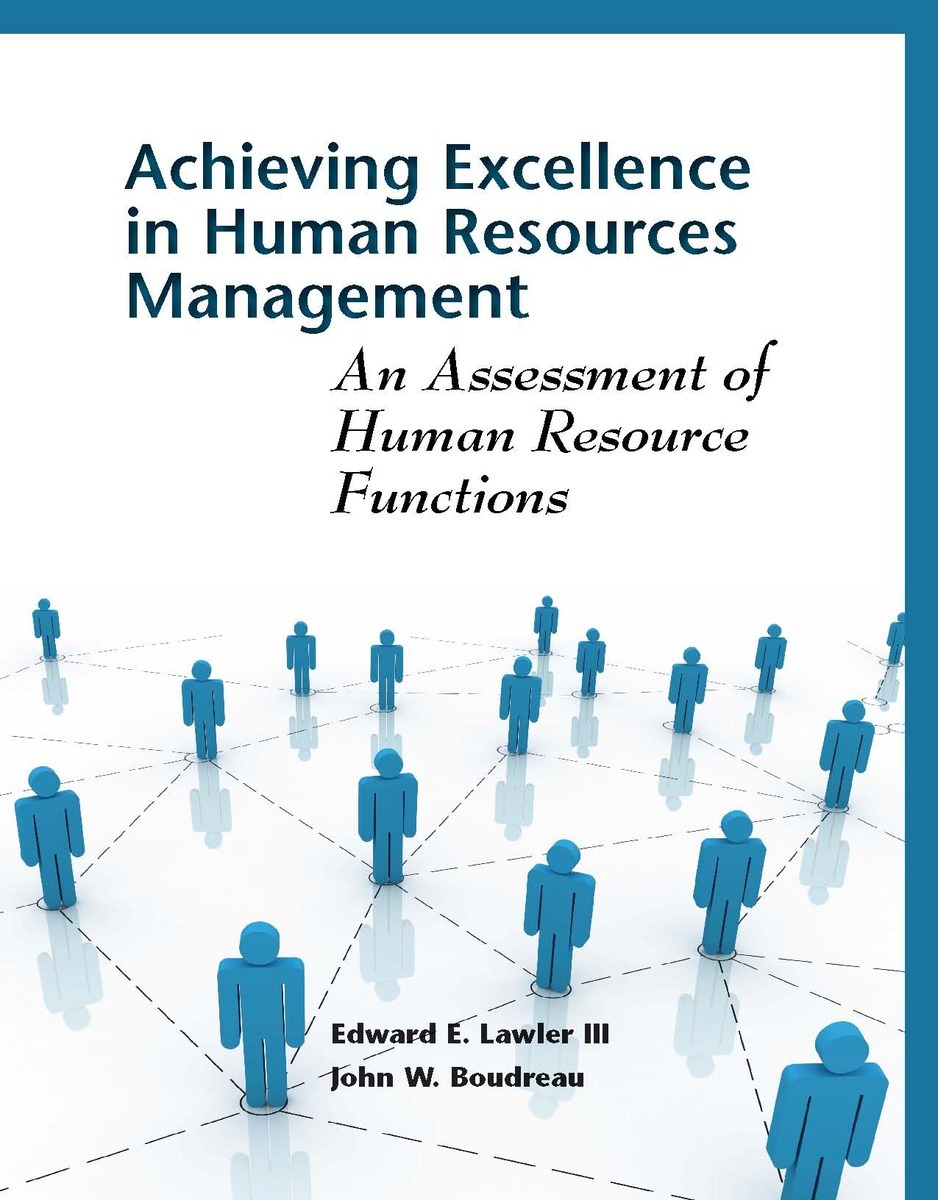 Achieving Excellence
in Human Resources
Management
An Assessment of
Human Resource
Functions
Edward E. Lawler III
John W. Boudreau